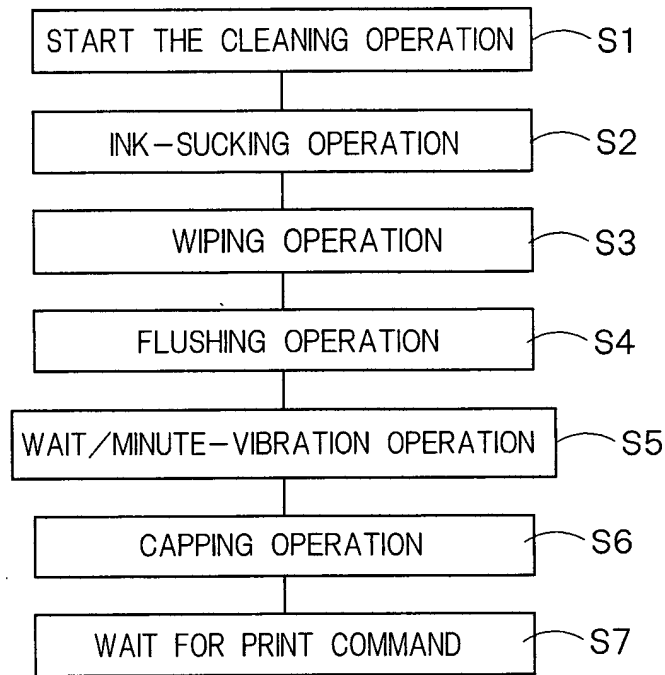 START THE CLEANING OPERATION S1
INK-SUCKING OPERATION S2
WIPING OPERATION S3
FLUSHING OPERATION S4
WAIT/MINUTE-VIBRATION OPERATION S5
CAPPING OPERATION S6
WAIT FOR PRINT COMMAND S7